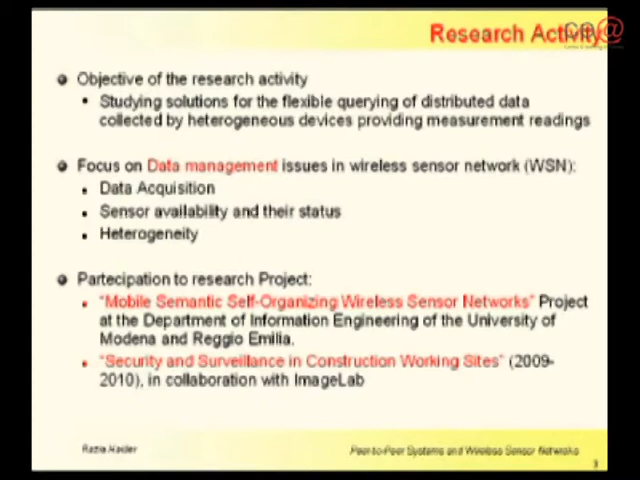 Research Activity
Objective of the research activity
Studying solutions for the flexible querying of distributed data
collected by heterogeneous devices providing measurement readings
Focus on Data management issues in wireless sensor network (WSN):
Data Acquisition
Sensor availability and their status
Heterogeneity
Partecipation to research Project:
"Mobile Semantic Self-Organizing Wireless Sensor Networks" Project
at the Department of Information Engineering of the University of
Modena and Reggio Emilia.
"Security and Surveillance in Construction Working Sites" (2009-
2010), in collaboration with ImageLab
Razia Haider
Peer-to-Peer Systems and Wireless Sensor Networks
3